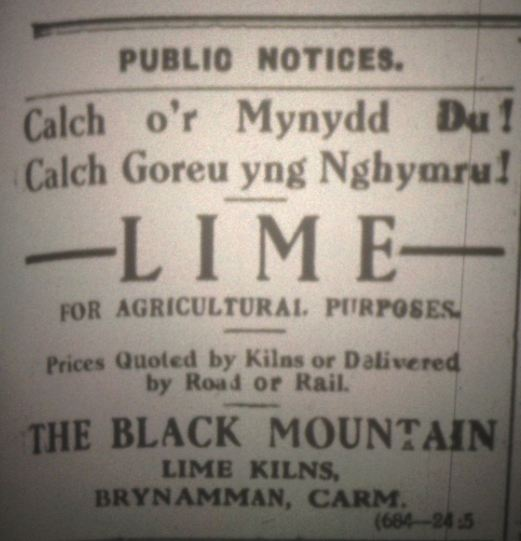 PUBLIC NOTICES.
Calch o'r Mynydd Du!
Calch Goreu yng Nghymru!
LIME
FOR AGRICULTURAL PURPOSES.
Prices Quoted by Kilns or Delivered
by Road or Rail.
THE BLACK MOUNTAIN
LIME KILNS,
BRYNAMMAN, CARM.
(684—24:5